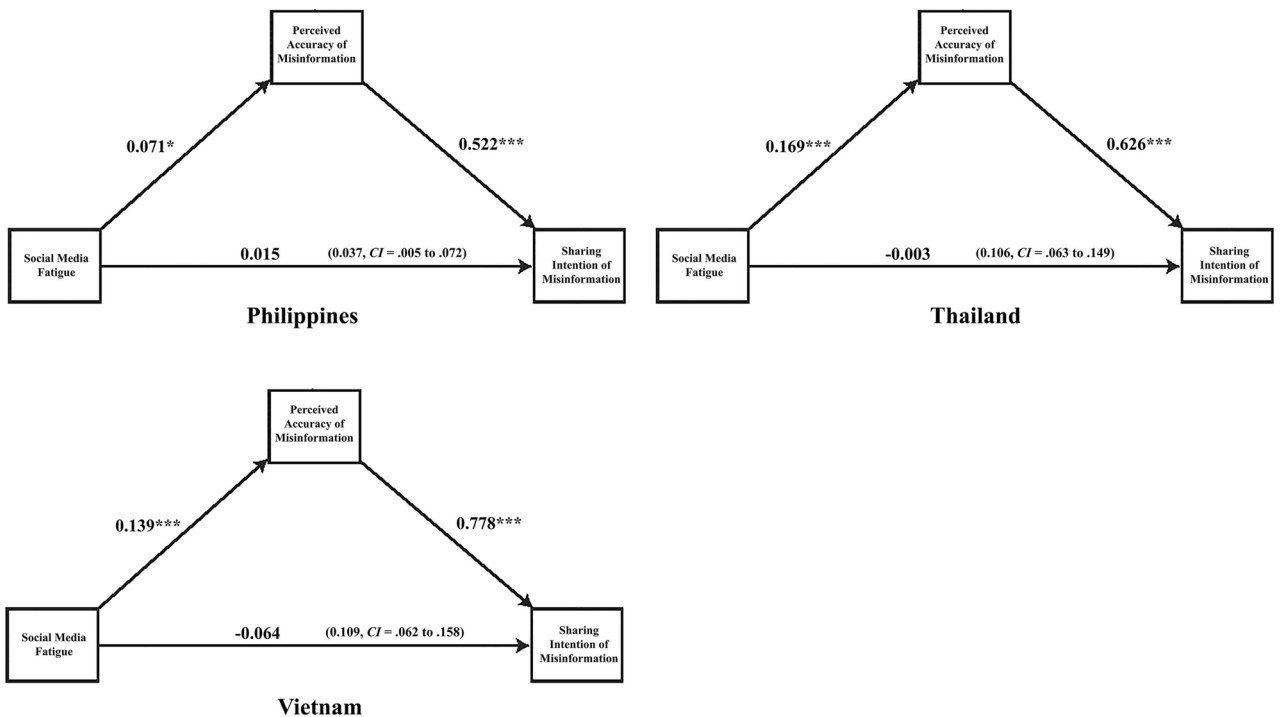 Perceived
Accuracy of
Misinformation
0.071*
0.522***
Social Media
Fatigue
0.015
(0.037, CI = .005 to .072)
Sharing
Intention of
Misinformation
Philippines
Perceived
Accuracy of
Misinformation
0.169***
0.626***
Social Media
Fatigue
-0.003
(0.106, CI = .063 to .149)
Sharing
Intention of
Misinformation
Thailand
Perceived
Accuracy of
Misinformation
0.139***
0.778***
Social Media
Fatigue
-0.064
(0.109, CI = .062 to .158)
Sharing
Intention of
Misinformation
Vietnam